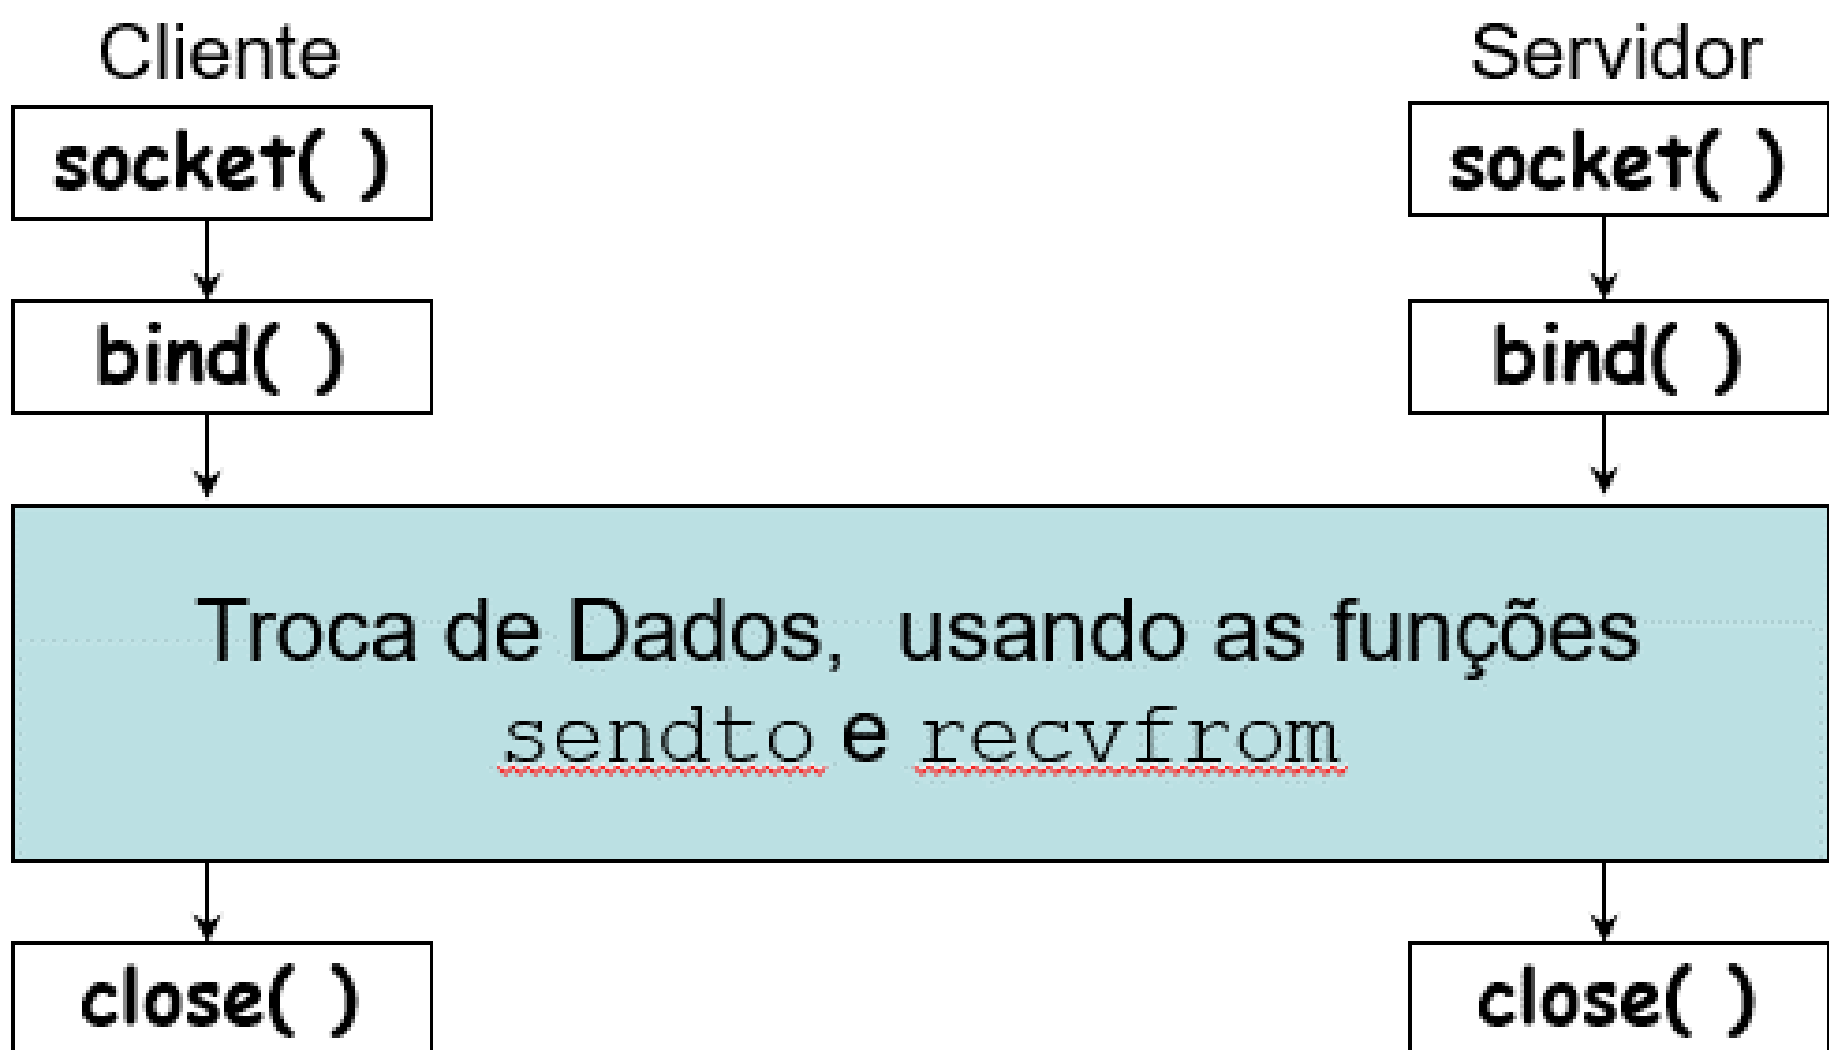 Cliente
Servidor
socket( )
socket( )
bind( )
bind( )
Troca de Dados, usando as funções
sendto e recvfrom
close( )
close( )